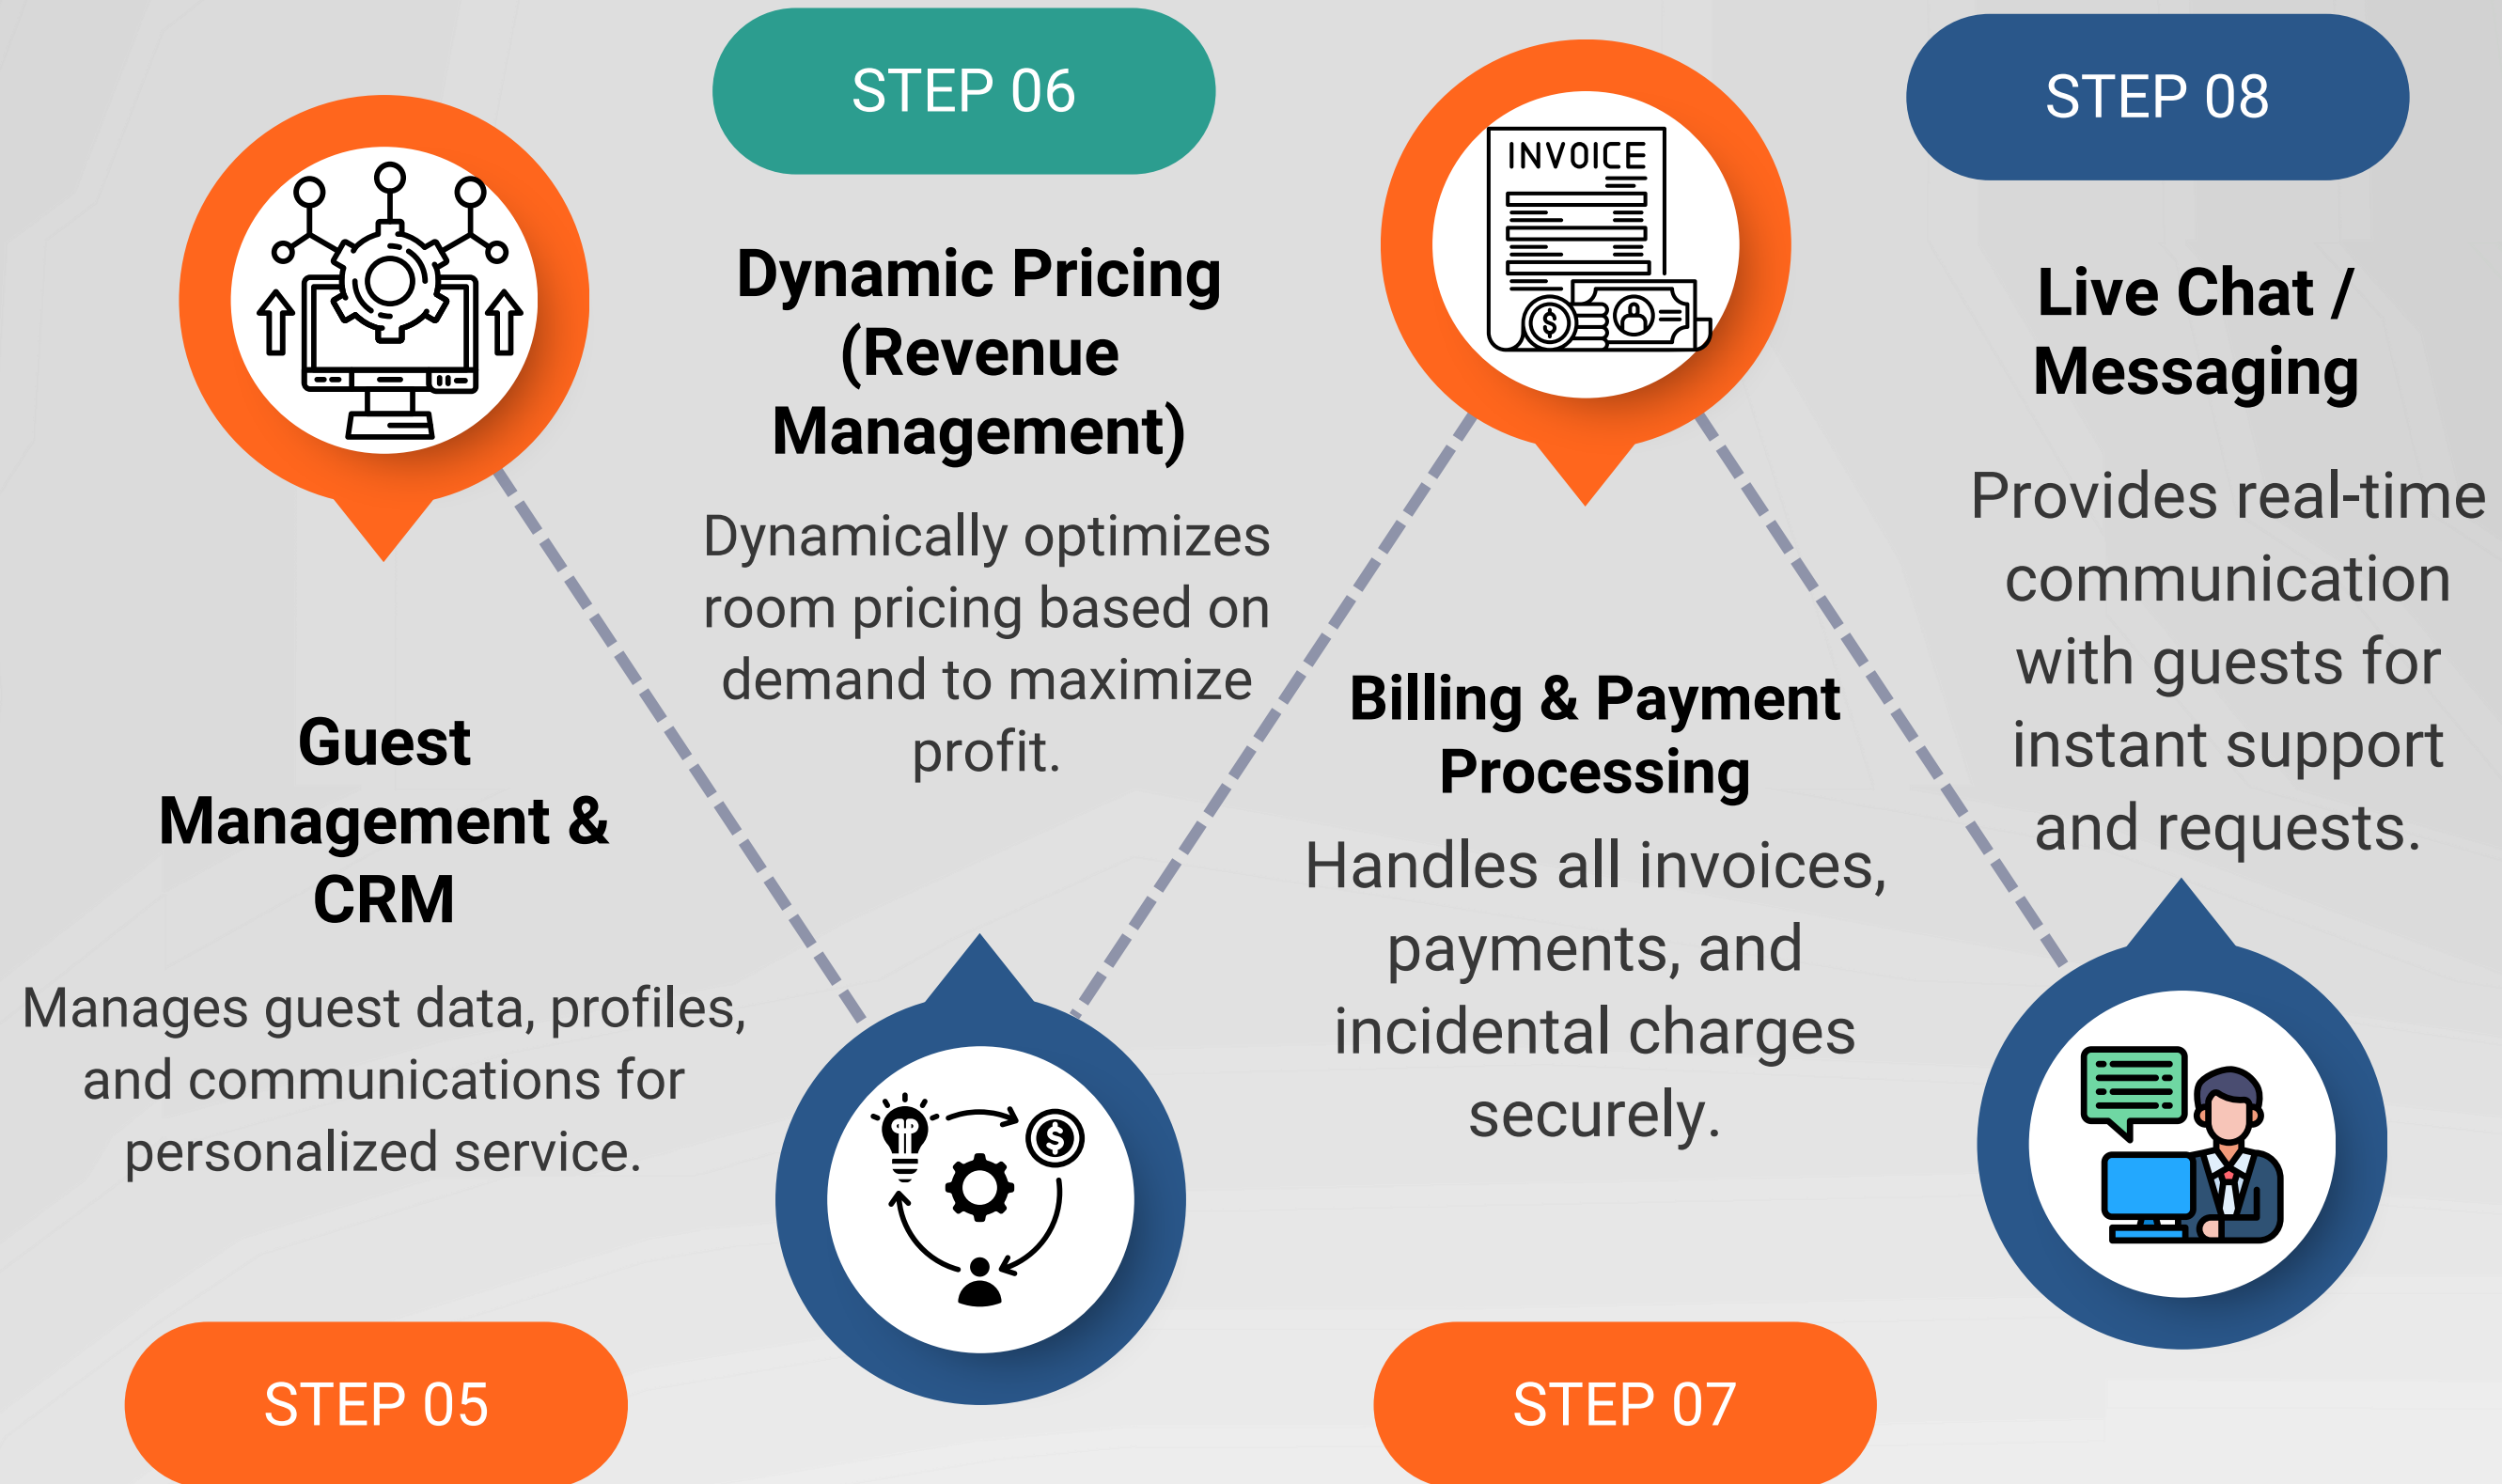 Guest
Management &
CRM
Manages guest data, profiles,
and communications for
personalized service.
STEP 05
STEP 06
Dynamic Pricing
(Revenue
Management)
Dynamically optimizes
room pricing based on
demand to maximize
profit.
INVOICE
Billing & Payment
Processing
Handles all invoices,
payments, and
incidental charges
securely.
STEP 07
STEP 08
Live Chat /
Messaging
Provides real-time
communication
with guests for
instant support
and requests.